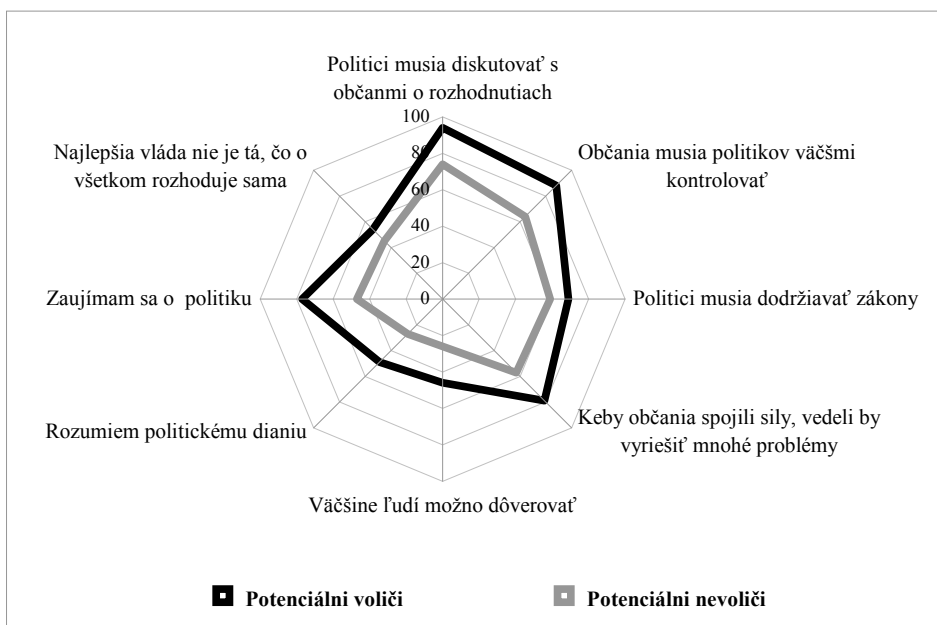 Politici musia diskutovať s
občanmi o rozhodnutiach
Občania musia politikov väčšmi
kontrolovať
Politici musia dodržiavať zákony
Keby občania spojili sily, vedeli by
vyriešiť mnohé problémy
Väčšine ľudí možno dôverovať
Rozumiem politickému dianiu
Zaujímam sa o politiku
Najlepšia vláda nie je tá, čo o
všetkom rozhoduje sama
100
80
60
40
20
0
Potenciálni voliči
Potenciálni nevoliči